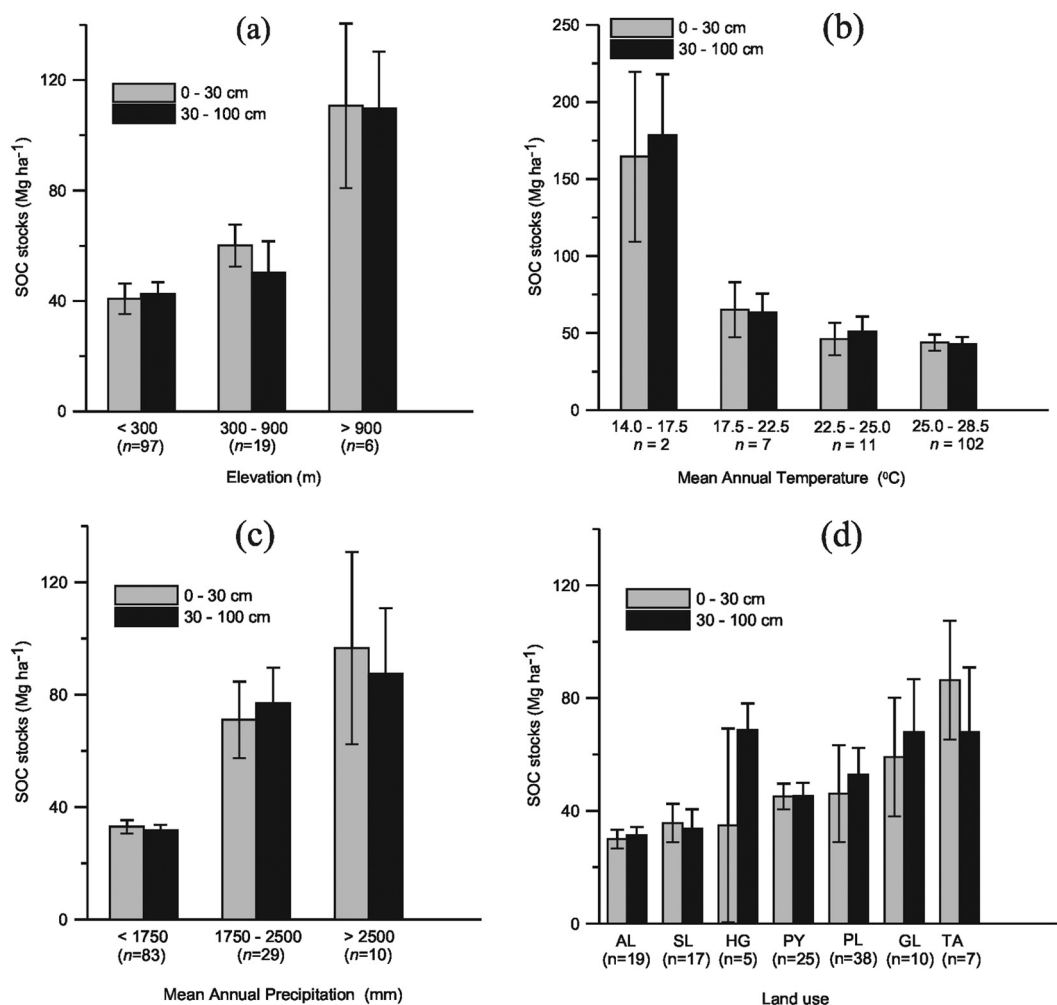 (a)
0 - 30 cm
30 - 100 cm
SOC stocks (Mg ha⁻¹)
120
80
40
0
< 300
300 - 900
> 900
(n=97)
(n=19)
(n=6)
Elevation (m)
(b)
0 - 30 cm
30 - 100 cm
SOC stocks (Mg ha⁻¹)
250
200
150
100
50
0
14.0 - 17.5
17.5 - 22.5
22.5 - 25.0
25.0 - 28.5
n = 2
n = 7
n = 11
n = 102
Mean Annual Temperature (⁰C)
(c)
0 - 30 cm
30 - 100 cm
SOC stocks (Mg ha⁻¹)
120
80
40
0
< 1750
1750 - 2500
> 2500
(n=83)
(n=29)
(n=10)
Mean Annual Precipitation (mm)
(d)
0 - 30 cm
30 - 100 cm
SOC stocks (Mg ha⁻¹)
120
80
40
0
AL
SL
HG
PY
PL
GL
TA
(n=19)
(n=17)
(n=5)
(n=25)
(n=38)
(n=10)
(n=7)
Land use